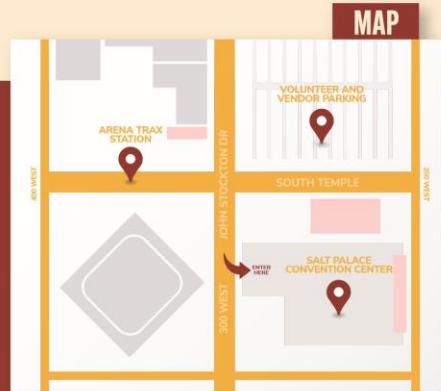 MAP
VOLUNTEER AND
VENDOR PARKING
ARENA TRAX
STATION
JOHN STOCKTON DR
400 WEST
SOUTH TEMPLE
200 WEST
ENTER
HERE
SALT PALACE
CONVENTION CENTER
300 WEST